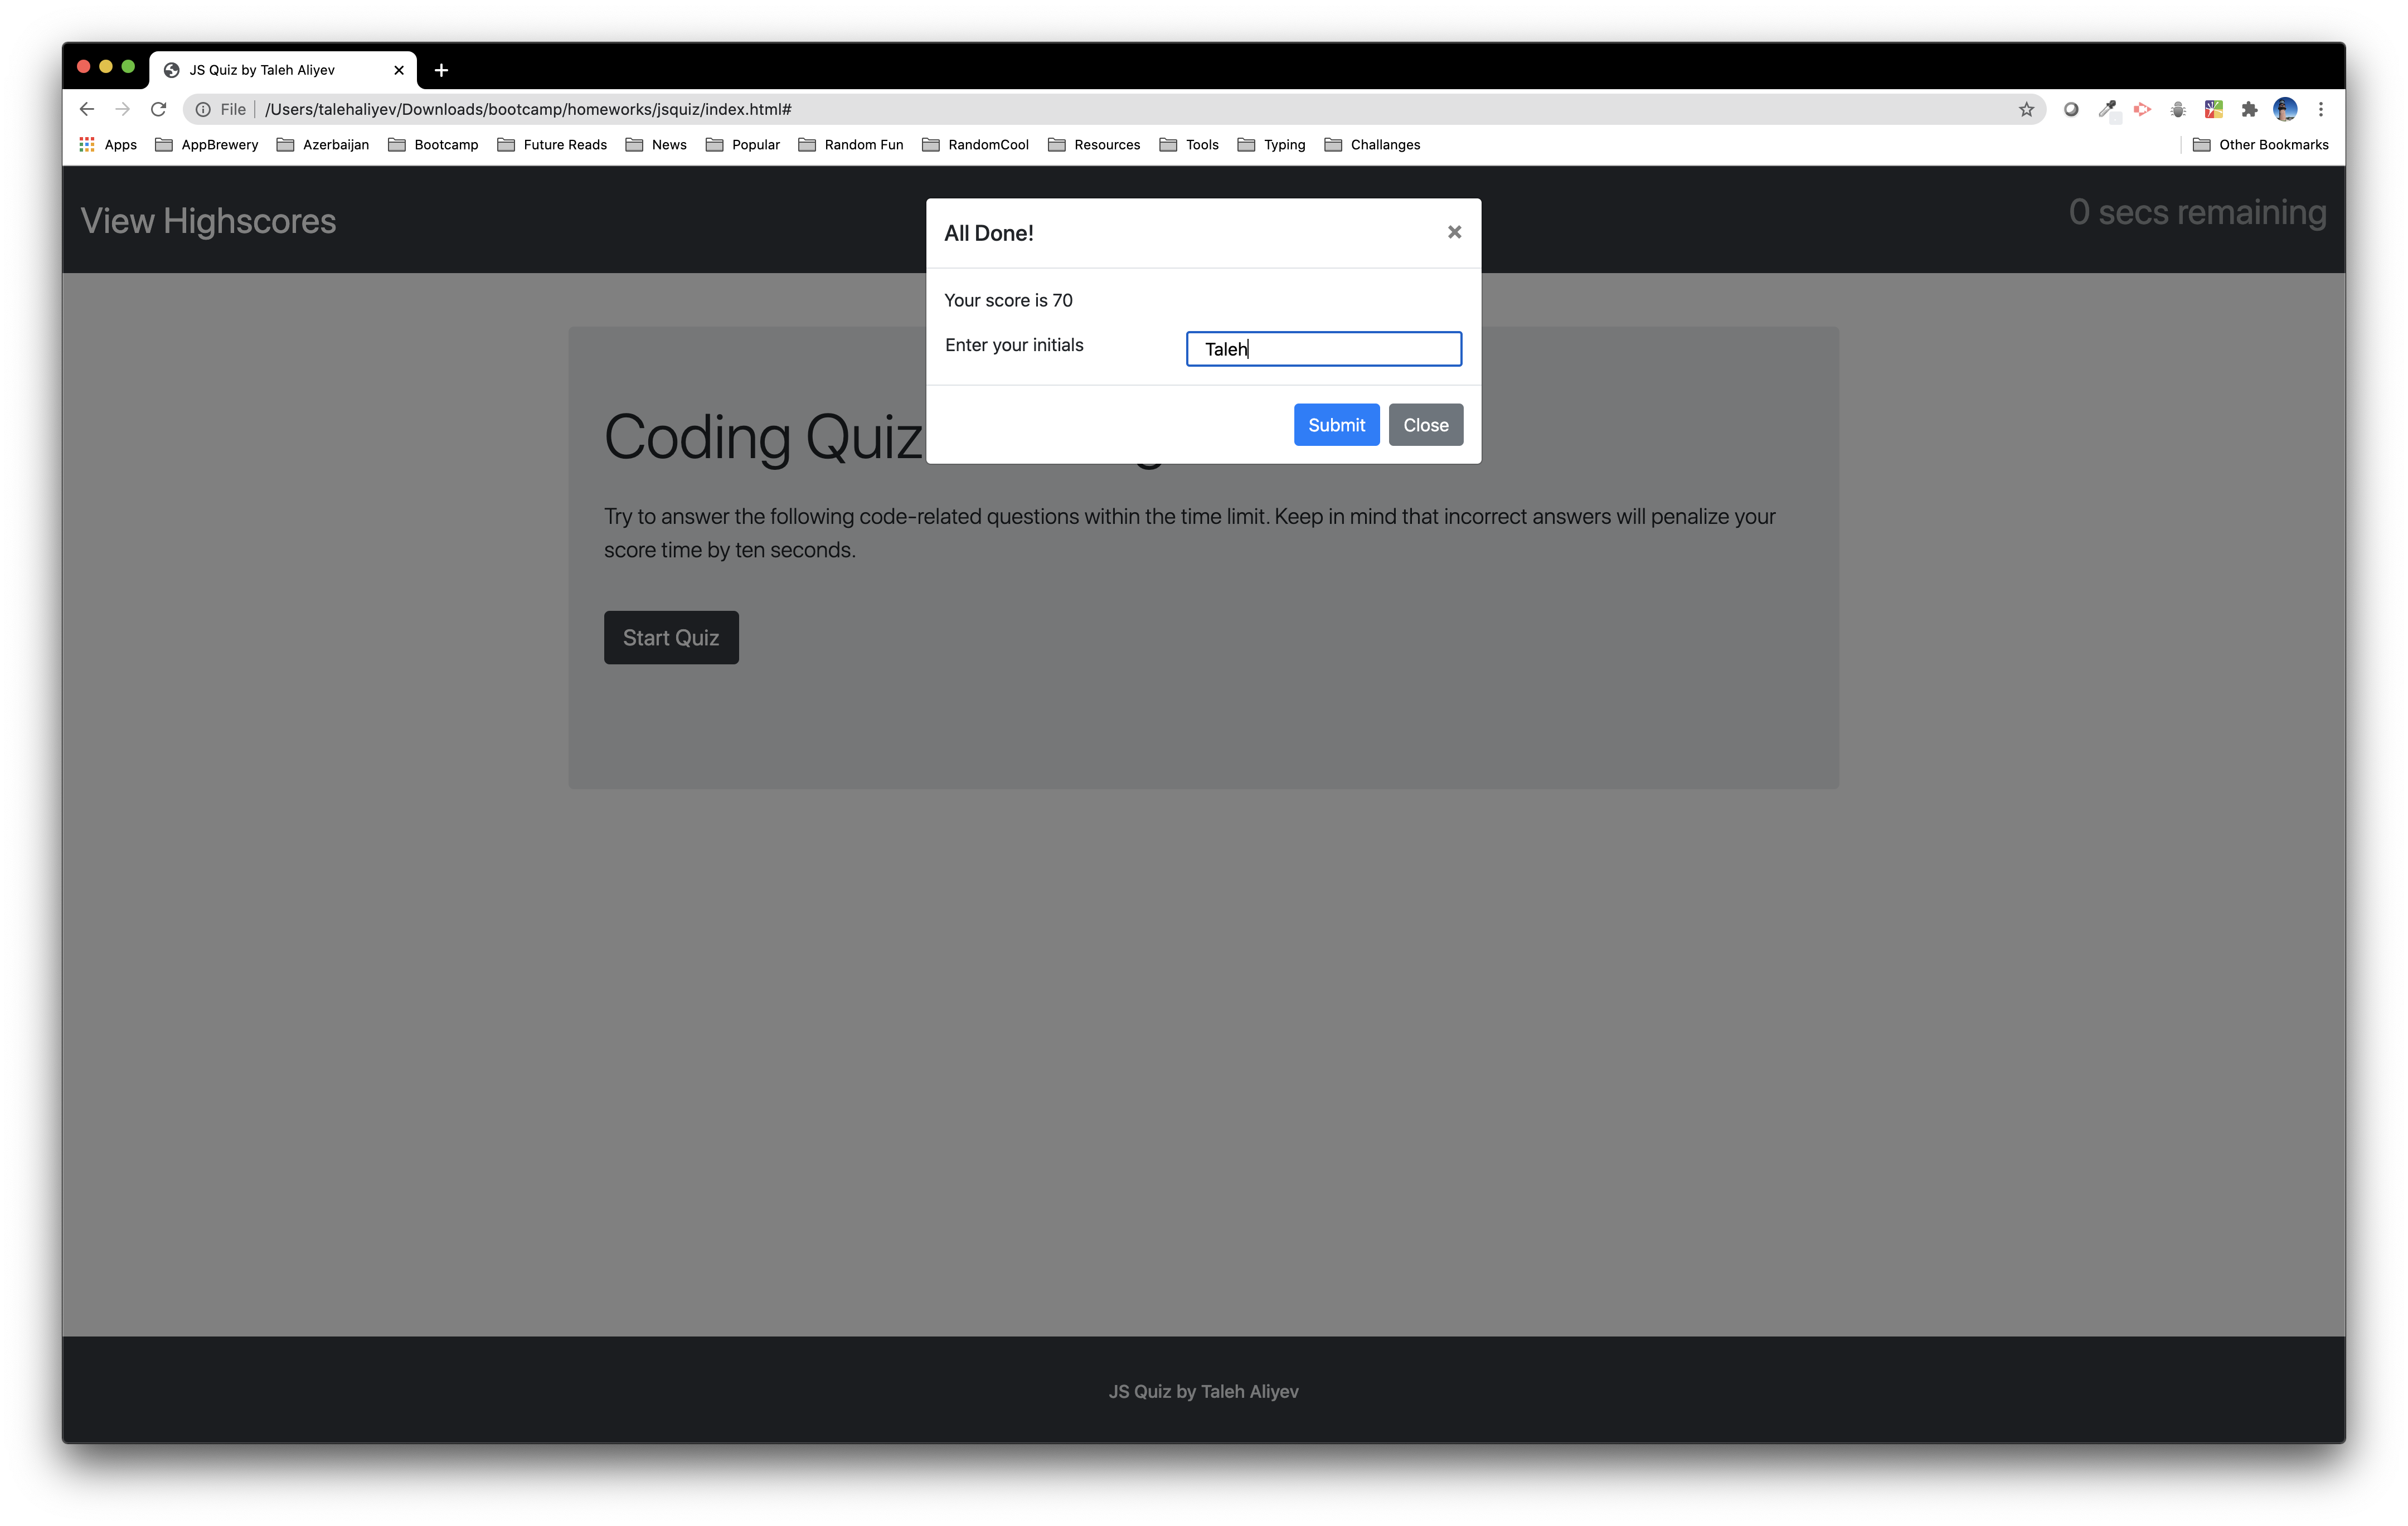 JS Quiz by Taleh Aliyev
File /Users/talehaliyev/Downloads/bootcamp/homeworks/jsquiz/index.html#
Apps AppBrewery Azerbaijan Bootcamp Future Reads News Popular Random Fun RandomCool Resources Tools Typing Challanges Other Bookmarks
View Highscores
0 secs remaining
All Done!
Your score is 70
Enter your initials Taleh
Submit Close
Coding Quiz
Try to answer the following code-related questions within the time limit. Keep in mind that incorrect answers will penalize your
score time by ten seconds.
Start Quiz
JS Quiz by Taleh Aliyev